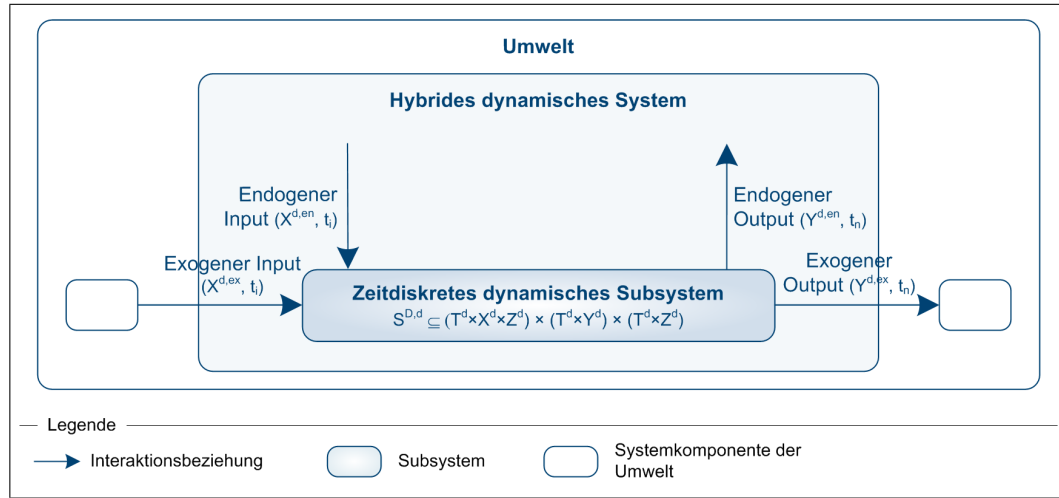 Umwelt
Hybrides dynamisches System
Endogener
Input (X^d,en, t_i)
Endogener
Output (Y^d,en, t_n)
Exogener Input
(X^d,ex, t_i)
Exogener
Output (Y^d,ex, t_n)
Zeitdiskretes dynamisches Subsystem
S^D,d ⊆ (T^d×X^d×Z^d) × (T^d×Y^d) × (T^d×Z^d)
Legende
Interaktionsbeziehung
Subsystem
Systemkomponente der
Umwelt